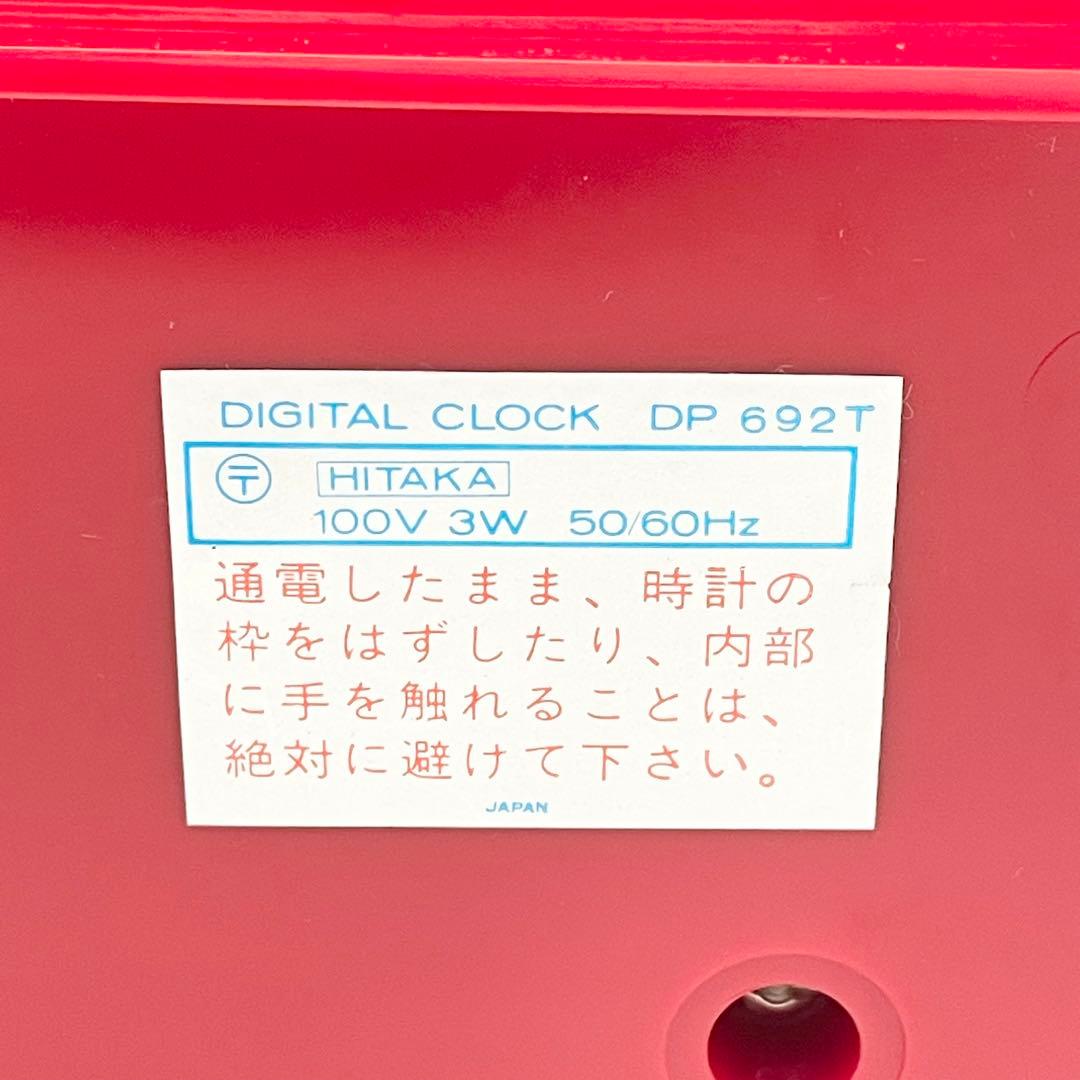 DIGITAL CLOCK DP 692T
〒 HITAKA
100V 3W 50/60Hz
通電したまま、時計の
枠をはずしたり、内部
に手を触れることは、
絶対に避けて下さい。
JAPAN